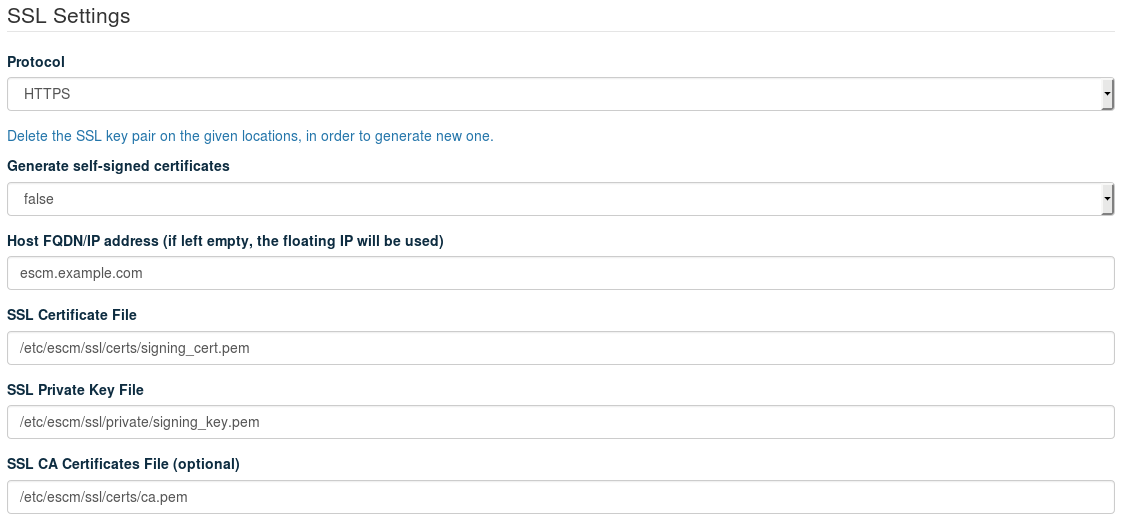 SSL Settings
Protocol
HTTPS
Delete the SSL key pair on the given locations, in order to generate new one.
Generate self-signed certificates
false
Host FQDN/IP address (if left empty, the floating IP will be used)
escm.example.com
SSL Certificate File
/etc/escm/ssl/certs/signing_cert.pem
SSL Private Key File
/etc/escm/ssl/private/signing_key.pem
SSL CA Certificates File (optional)
/etc/escm/ssl/certs/ca.pem